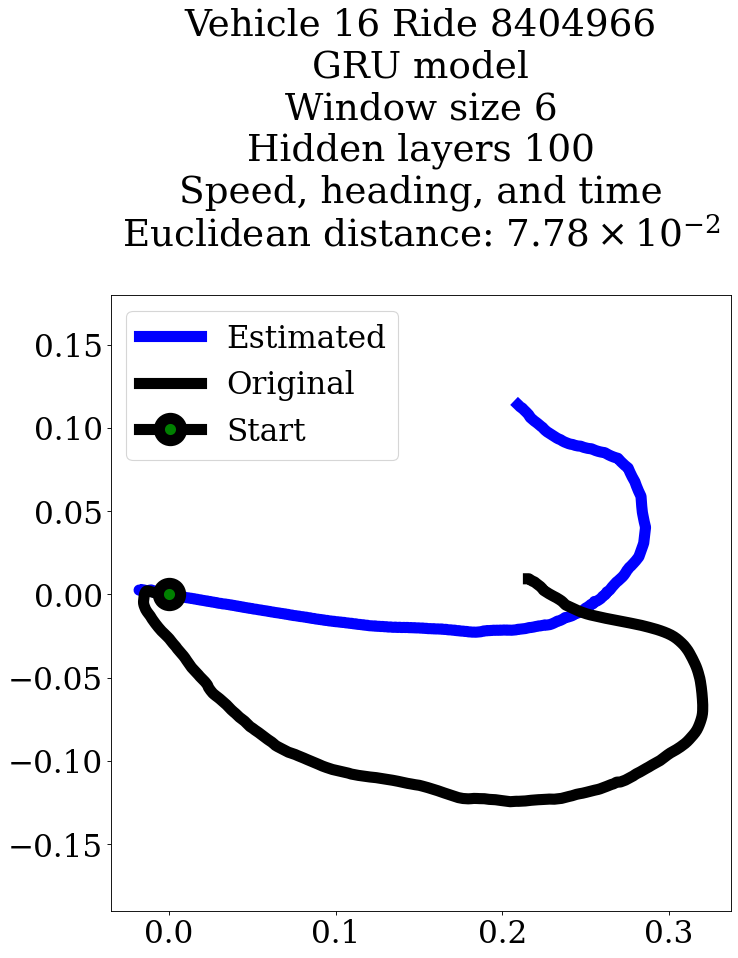 Vehicle 16 Ride 8404966
GRU model
Window size 6
Hidden layers 100
Speed, heading, and time
Euclidean distance: 7.78 × 10⁻²
Estimated
Original
Start
0.15
0.10
0.05
0.00
−0.05
−0.10
−0.15
0.0 0.1 0.2 0.3